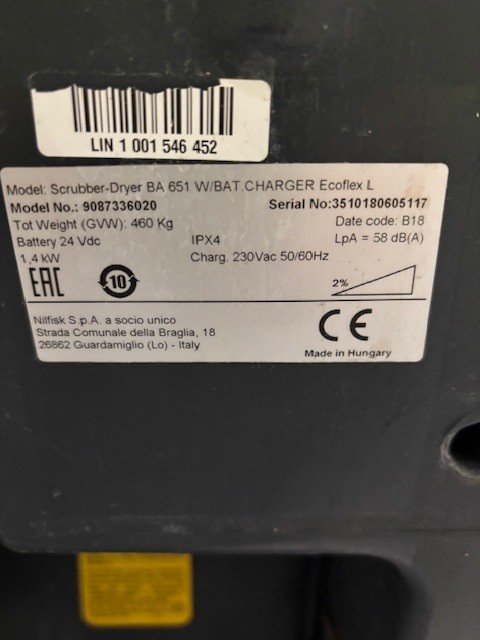 LIN 1 001 546 452
Model: Scrubber-Dryer BA 651 W/BAT.CHARGER Ecoflex L
Model No.: 9087336020 Serial No:3510180605117
Tot Weight (GVW): 460 Kg Date code: B18
Battery 24 Vdc IPX4 LpA = 58 dB(A)
1,4 kW Charg. 230Vac 50/60Hz
EAC 10 2%
Nilfisk S.p.A. a socio unico
Strada Comunale della Braglia, 18
26862 Guardamiglio (Lo) - Italy
CE
Made in Hungary